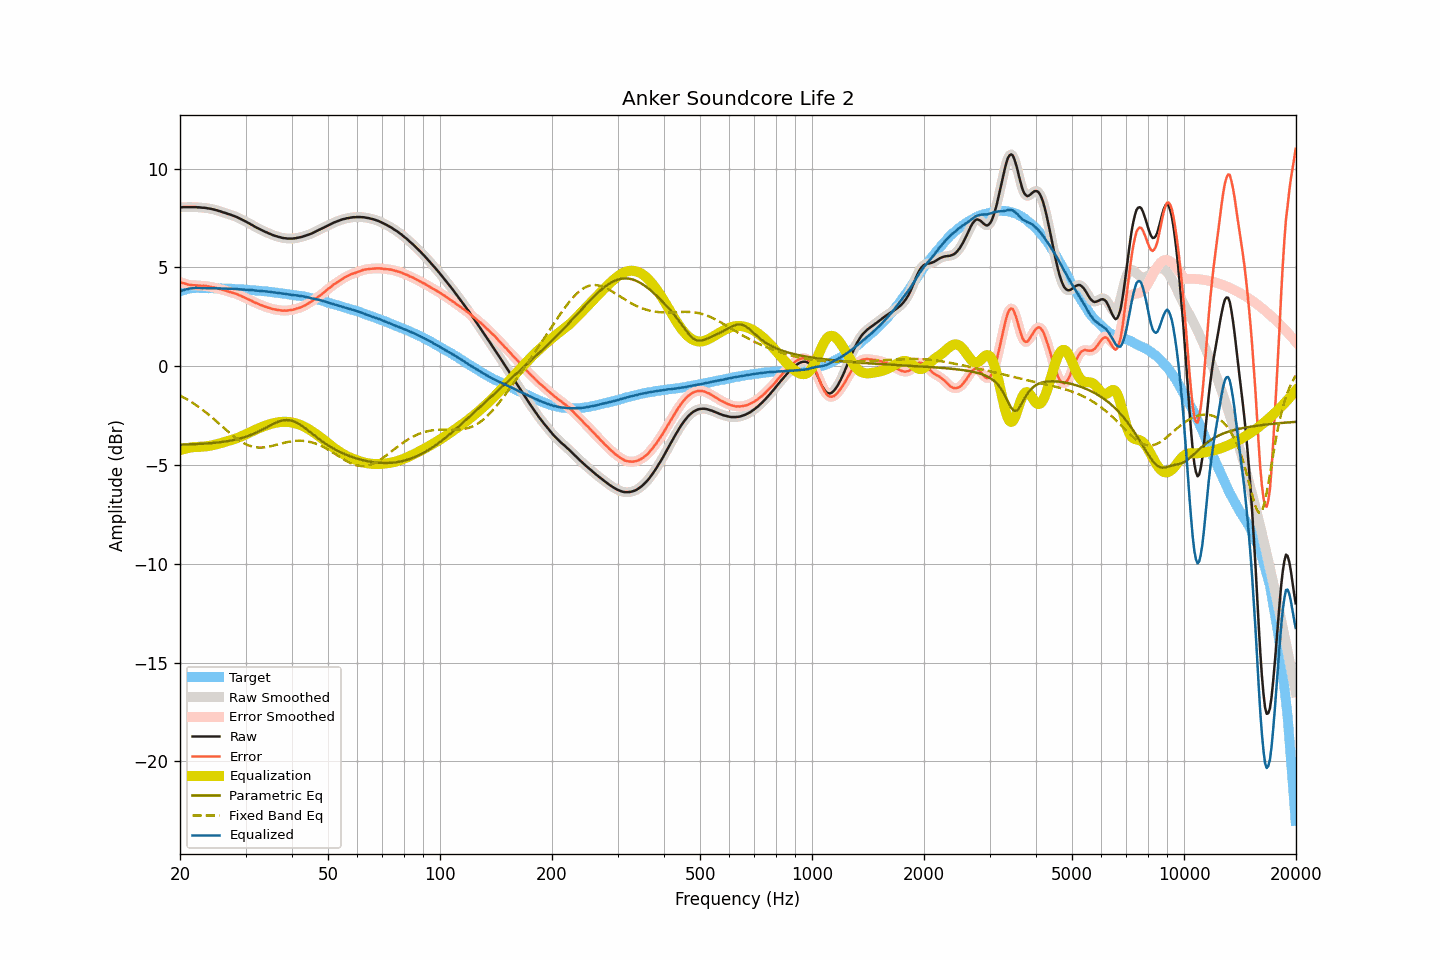 Anker Soundcore Life 2
Amplitude (dBr)
10
5
0
−5
−10
−15
−20
Target
Raw Smoothed
Error Smoothed
Raw
Error
Equalization
Parametric Eq
Fixed Band Eq
Equalized
20 50 100 200 500 1000 2000 5000 10000 20000
Frequency (Hz)